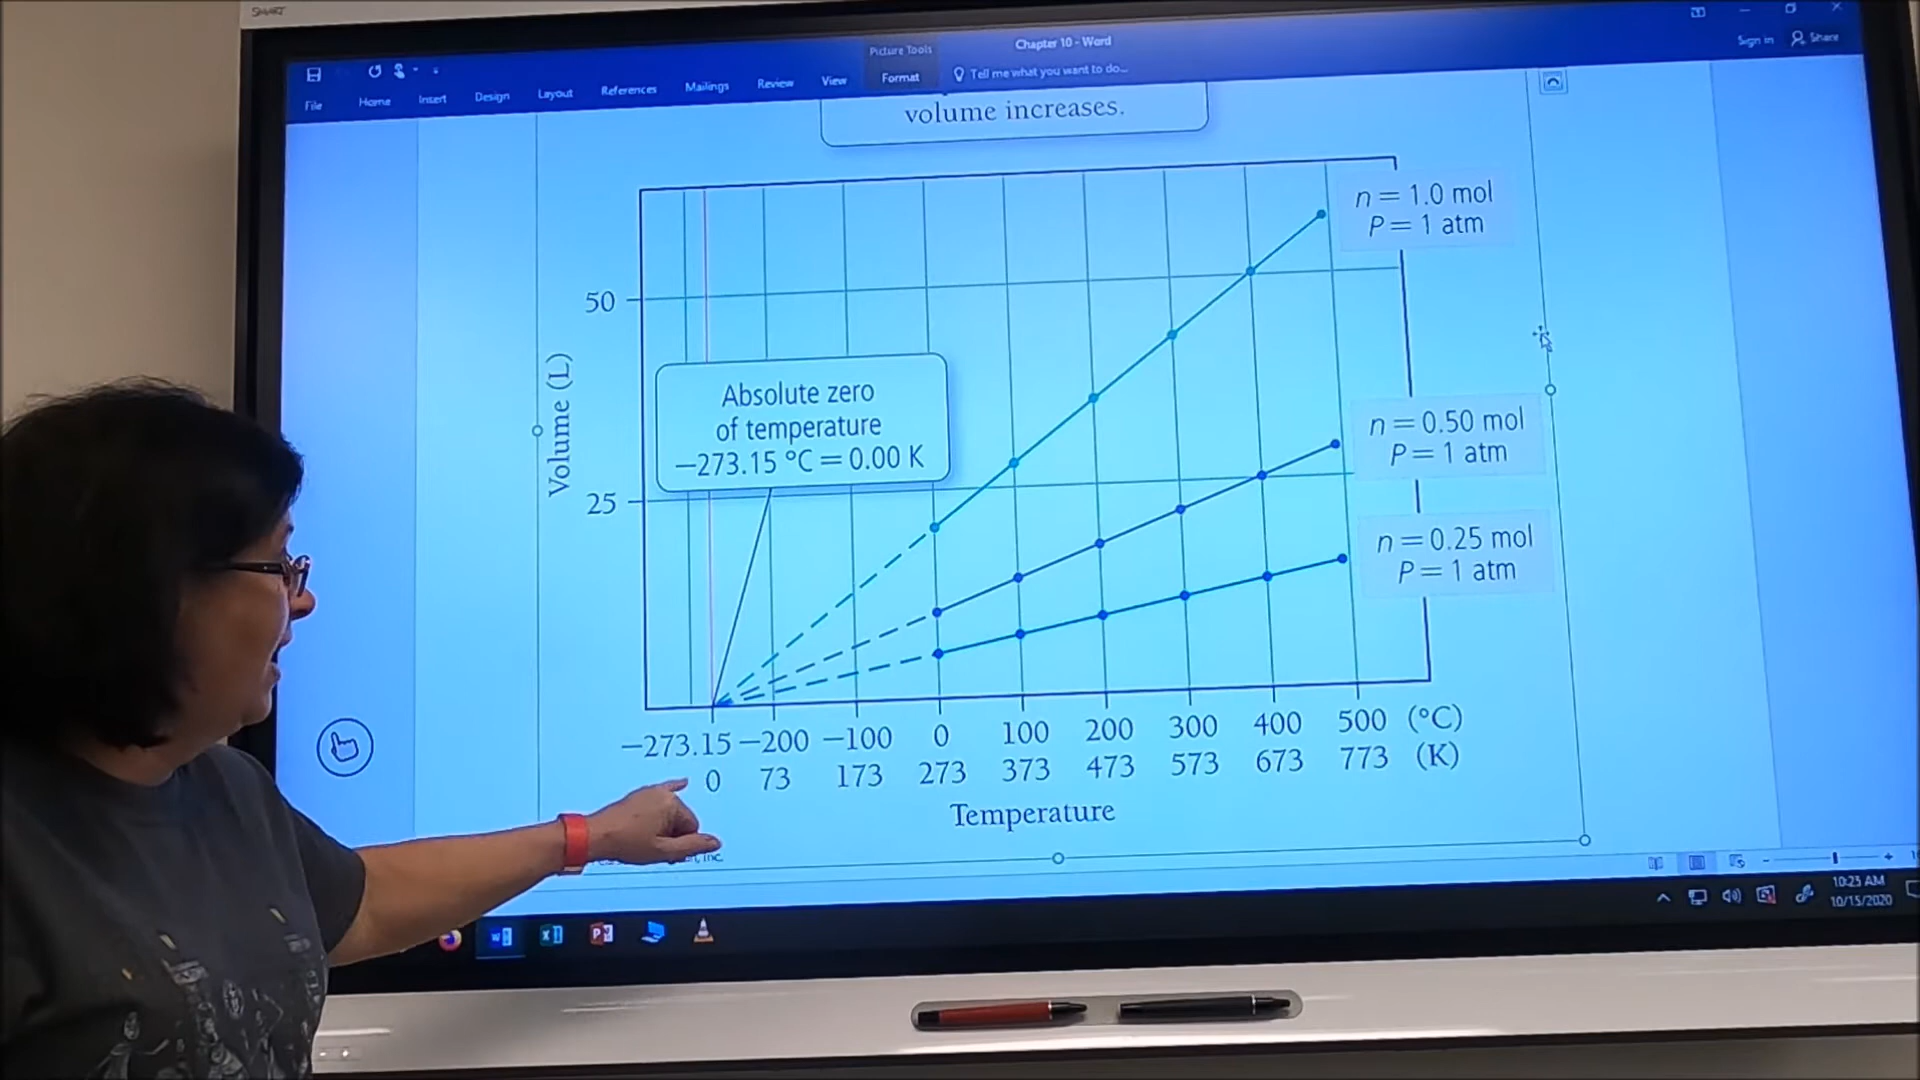 SMART
Picture Tools
Chapter 10 - Word
Sign in Share
File Home Insert Design Layout References Mailings Review View Format Tell me what you want to do...
volume increases.
n = 1.0 mol
P = 1 atm
50
Absolute zero
of temperature
−273.15 °C = 0.00 K
Volume (L)
n = 0.50 mol
P = 1 atm
25
n = 0.25 mol
P = 1 atm
−273.15 −200 −100 0 100 200 300 400 500 (°C)
0 73 173 273 373 473 573 673 773 (K)
Temperature
Inc.
10:23 AM
10/15/2020